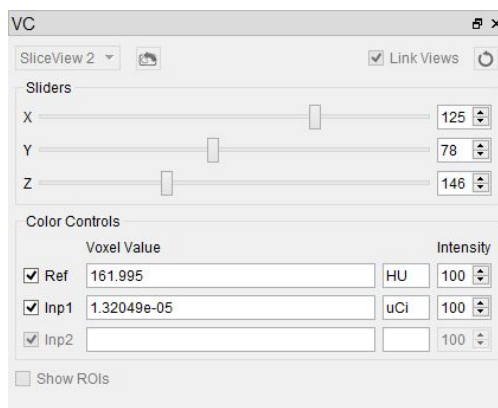 VC
SliceView 2 Link Views
Sliders
X 125
Y 78
Z 146
Color Controls
Voxel Value Intensity
Ref 161.995 HU 100
Inp1 1.32049e-05 uCi 100
Inp2 100
Show ROIs